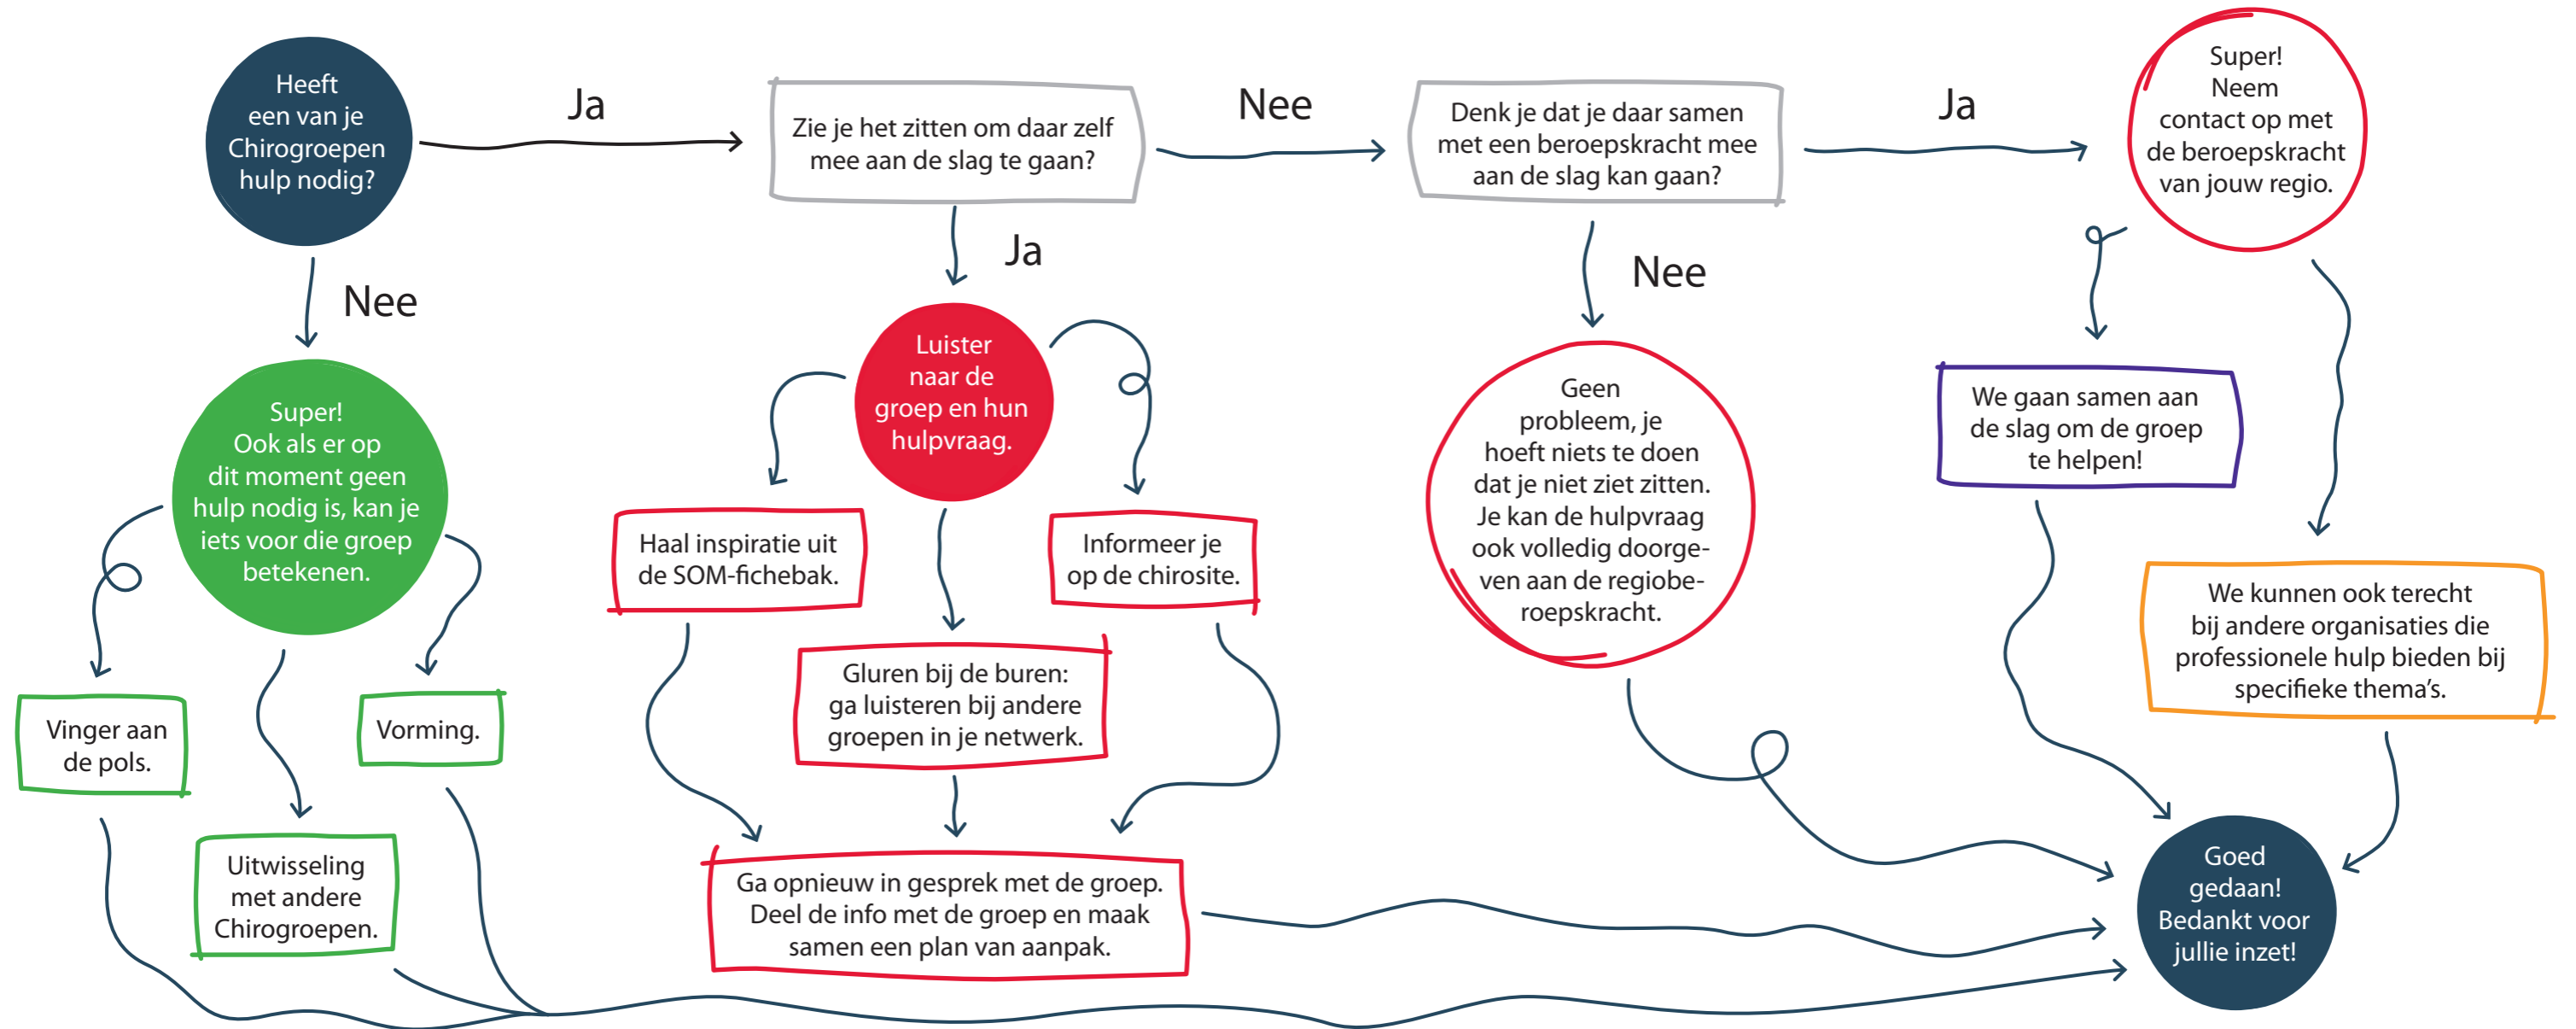 Heeft
een van je
Chirogroepen
hulp nodig?
Ja
Zie je het zitten om daar zelf
mee aan de slag te gaan?
Nee
Denk je dat je daar samen
met een beroepskracht mee
aan de slag kan gaan?
Ja
Super!
Neem
contact op met
de beroepskracht
van jouw regio.
Nee
Ja
Nee
Super!
Ook als er op
dit moment geen
hulp nodig is, kan je
iets voor die groep
betekenen.
Luister
naar de
groep en hun
hulpvraag.
Geen
probleem, je
hoeft niets te doen
dat je niet ziet zitten.
Je kan de hulpvraag
ook volledig doorge-
ven aan de regiobe-
roepskracht.
We gaan samen aan
de slag om de groep
te helpen!
Haal inspiratie uit
de SOM-fichebak.
Informeer je
op de chirosite.
We kunnen ook terecht
bij andere organisaties die
professionele hulp bieden bij
specifieke thema's.
Gluren bij de buren:
ga luisteren bij andere
groepen in je netwerk.
Vinger aan
de pols.
Vorming.
Uitwisseling
met andere
Chirogroepen.
Ga opnieuw in gesprek met de groep.
Deel de info met de groep en maak
samen een plan van aanpak.
Goed
gedaan!
Bedankt voor
jullie inzet!